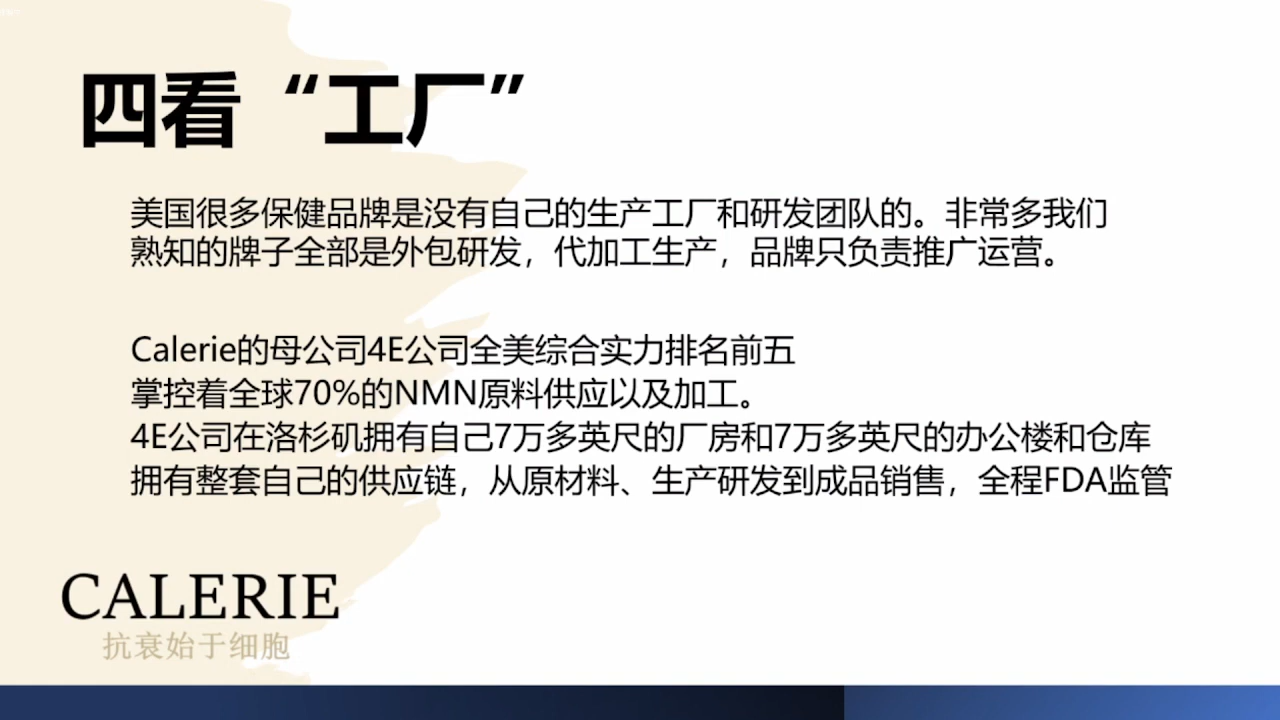 四看“工厂”
美国很多保健品牌是没有自己的生产工厂和研发团队的。非常多我们
熟知的牌子全部是外包研发，代加工生产，品牌只负责推广运营。
Calerie的母公司4E公司全美综合实力排名前五
掌控着全球70%的NMN原料供应以及加工。
4E公司在洛杉矶拥有自己7万多英尺的厂房和7万多英尺的办公楼和仓库
拥有整套自己的供应链，从原材料、生产研发到成品销售，全程FDA监管
CALERIE
抗衰始于细胞